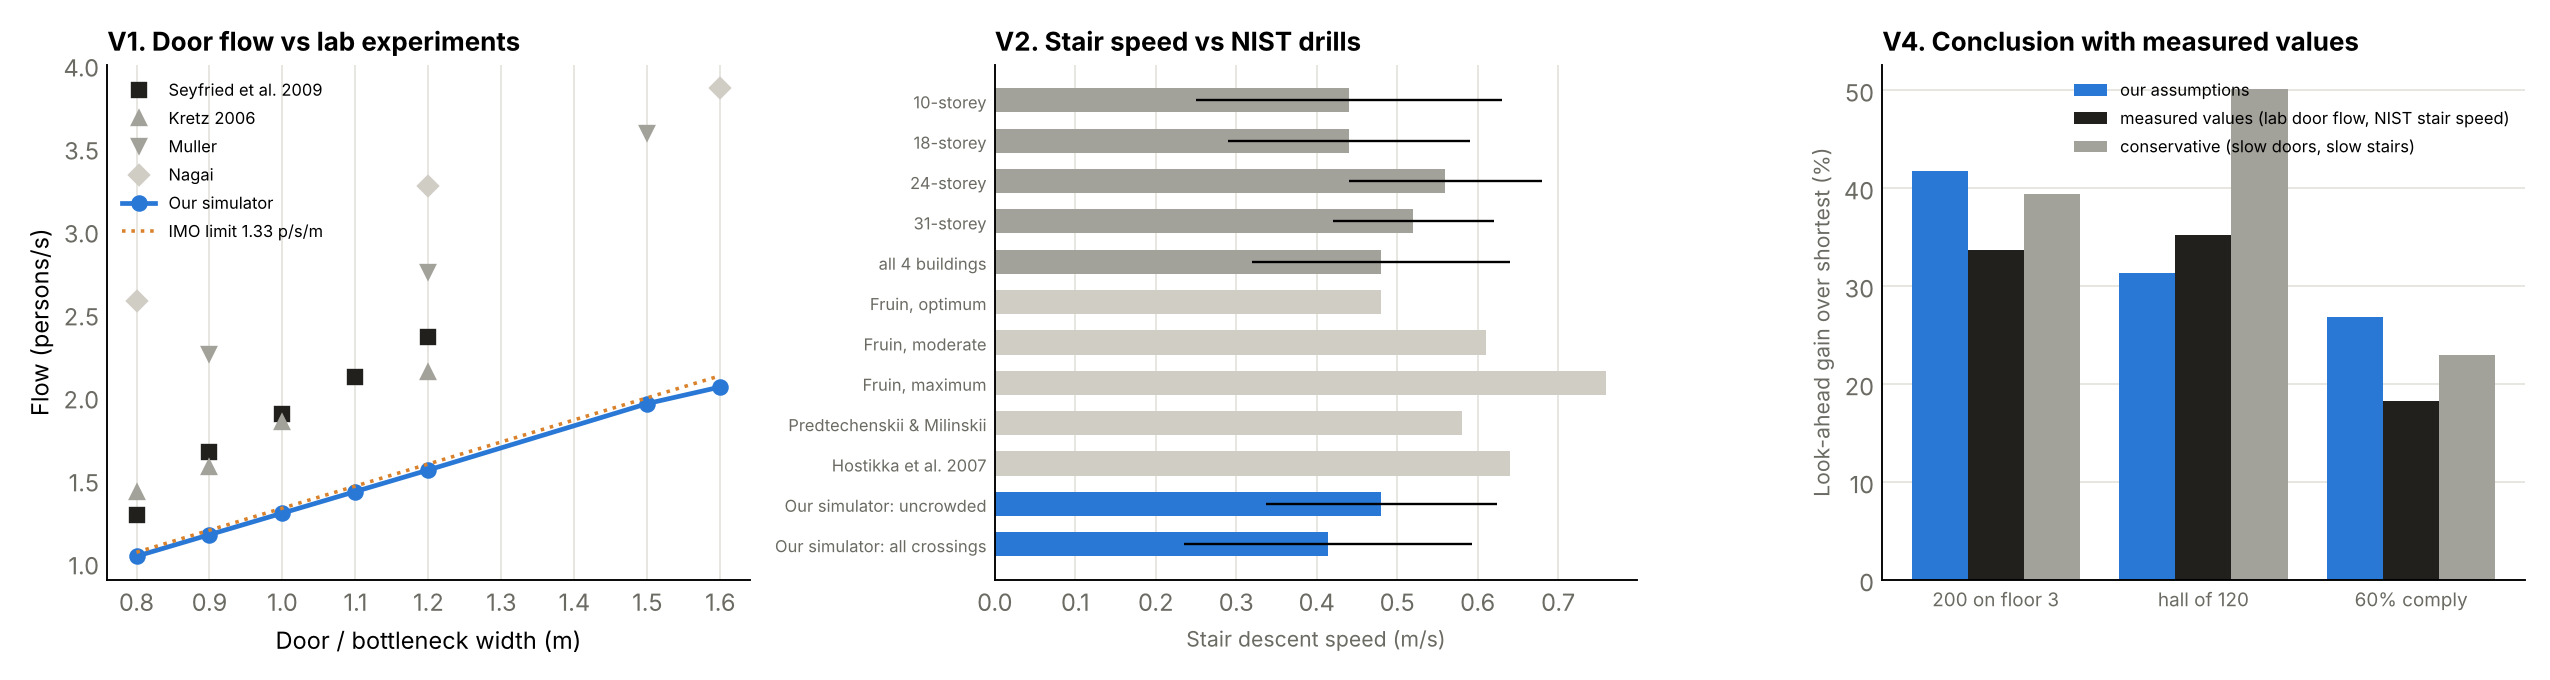 V1. Door flow vs lab experiments
4.0
3.5
3.0
2.5
2.0
1.5
1.0
Flow (persons/s)
Seyfried et al. 2009
Kretz 2006
Muller
Nagai
Our simulator
IMO limit 1.33 p/s/m
0.8 0.9 1.0 1.1 1.2 1.3 1.4 1.5 1.6
Door / bottleneck width (m)
V2. Stair speed vs NIST drills
10-storey
18-storey
24-storey
31-storey
all 4 buildings
Fruin, optimum
Fruin, moderate
Fruin, maximum
Predtechenskii & Milinskii
Hostikka et al. 2007
Our simulator: uncrowded
Our simulator: all crossings
0.0 0.1 0.2 0.3 0.4 0.5 0.6 0.7
Stair descent speed (m/s)
V4. Conclusion with measured values
50
40
30
20
10
0
Look-ahead gain over shortest (%)
our assumptions
measured values (lab door flow, NIST stair speed)
conservative (slow doors, slow stairs)
200 on floor 3 hall of 120 60% comply